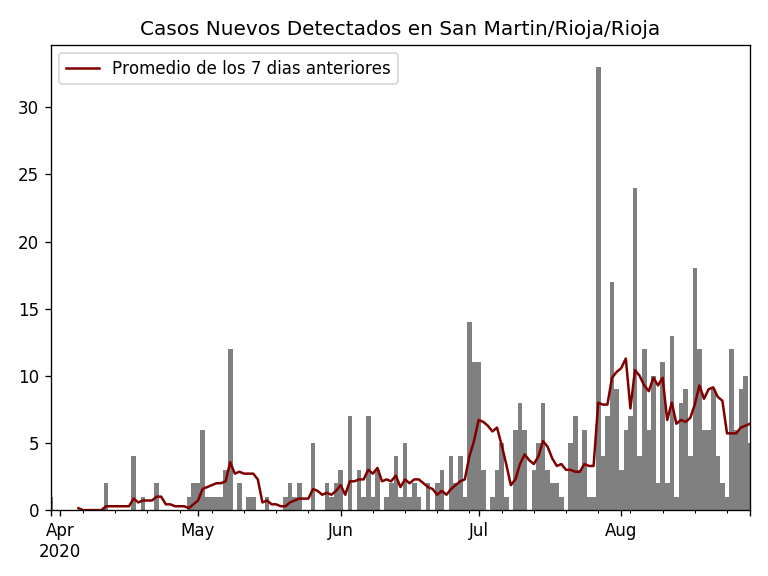 Casos Nuevos Detectados en San Martin/Rioja/Rioja
Promedio de los 7 dias anteriores
30
25
20
15
10
5
0
Apr May Jun Jul Aug
2020